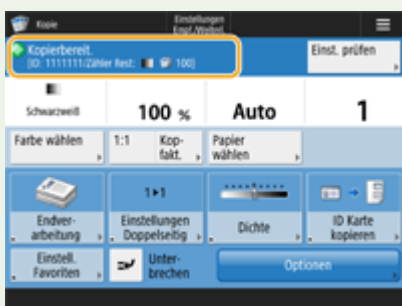 Kopie
Einstellungen
Empf./Weiterl.
Kopierbereit.
[ID: 1111111/Zähler Rest: 100]
Einst. prüfen
Schwarzweiß
100 %
Auto
1
Farbe wählen
1:1
Kop-
fakt.
Papier
wählen
1▸1
Endver-
arbeitung
Einstellungen
Doppelseitig
Dichte
ID Karte
kopieren
Einstell.
Favoriten
Unter-
brechen
Optionen